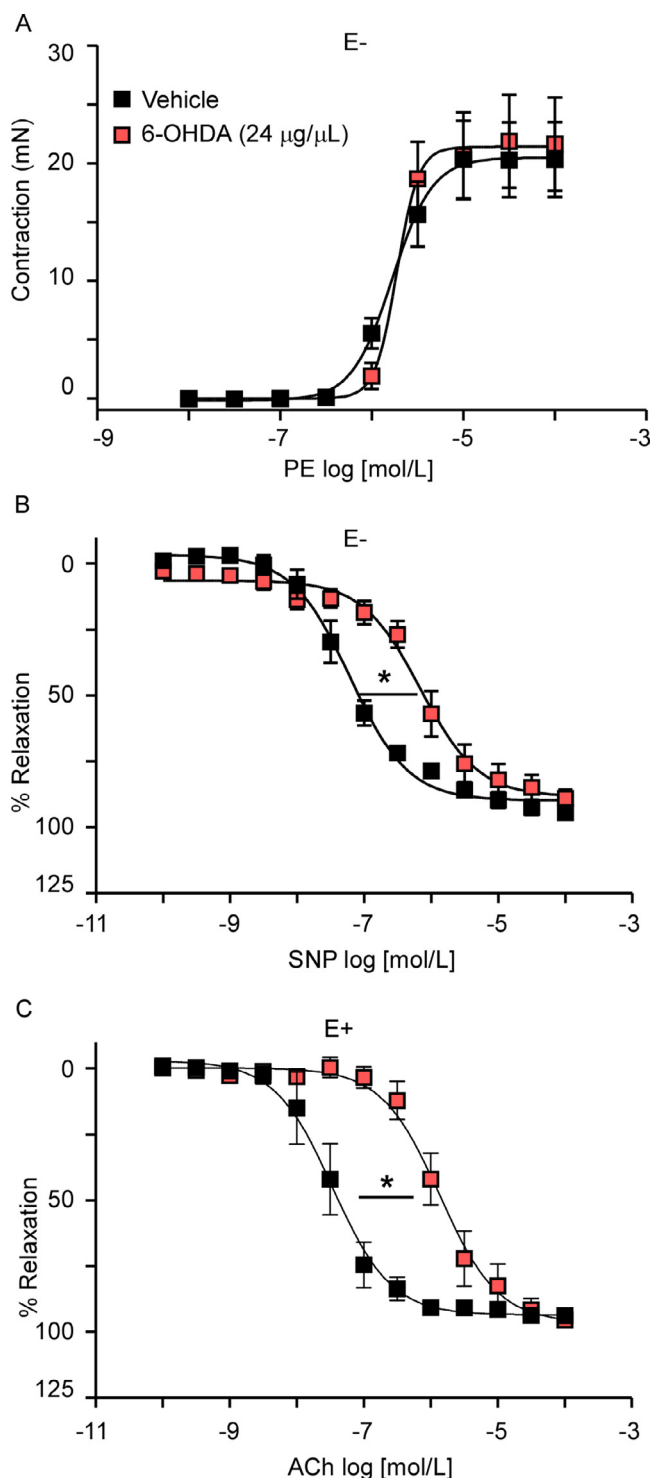 A
E-
30
Vehicle
6-OHDA (24 μg/μL)
20
10
0
Contraction (mN)
-9 -7 -5 -3
PE log [mol/L]
B
E-
0
50
100
125
% Relaxation
*
-11 -9 -7 -5 -3
SNP log [mol/L]
C
E+
0
50
100
125
% Relaxation
*
-11 -9 -7 -5 -3
ACh log [mol/L]